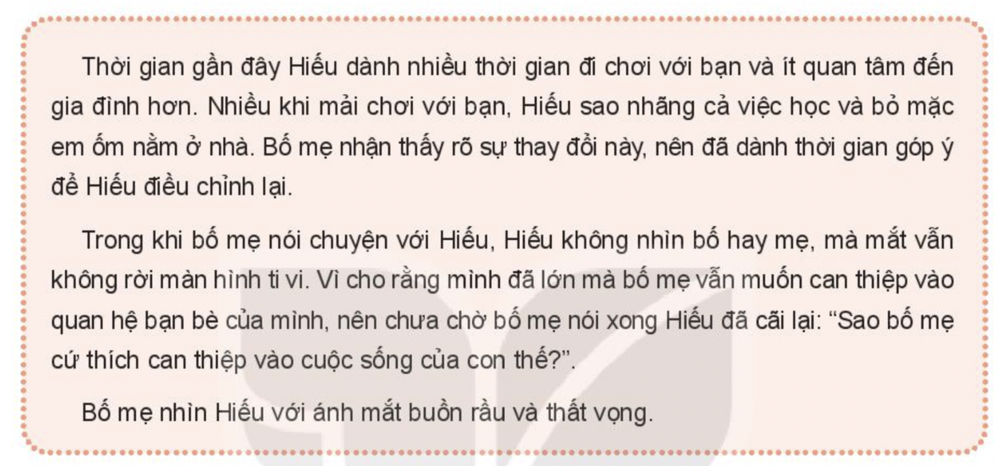 Thời gian gần đây Hiếu dành nhiều thời gian đi chơi với bạn và ít quan tâm đến
gia đình hơn. Nhiều khi mải chơi với bạn, Hiếu sao nhãng cả việc học và bỏ mặc
em ốm nằm ở nhà. Bố mẹ nhận thấy rõ sự thay đổi này, nên đã dành thời gian góp ý
để Hiếu điều chỉnh lại.
Trong khi bố mẹ nói chuyện với Hiếu, Hiếu không nhìn bố hay mẹ, mà mắt vẫn
không rời màn hình ti vi. Vì cho rằng mình đã lớn mà bố mẹ vẫn muốn can thiệp vào
quan hệ bạn bè của mình, nên chưa chờ bố mẹ nói xong Hiếu đã cãi lại: “Sao bố mẹ
cứ thích can thiệp vào cuộc sống của con thế?”.
Bố mẹ nhìn Hiếu với ánh mắt buồn rầu và thất vọng.